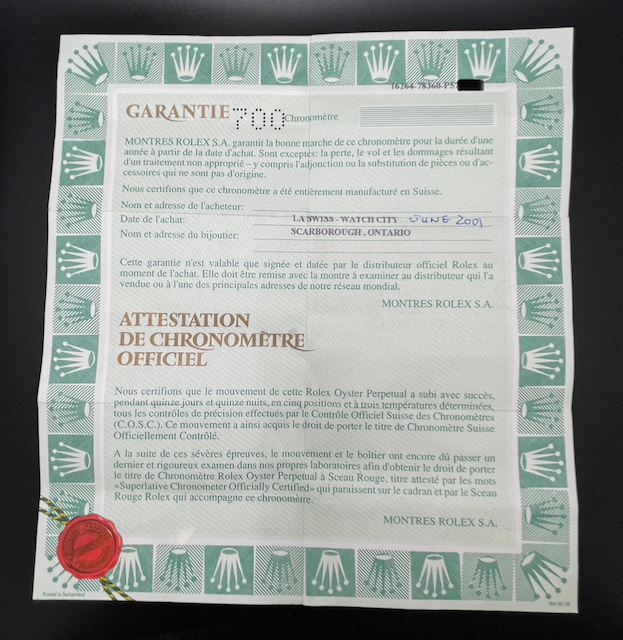 16264-78360-P57
GARANTIE 700 Chronomètre
MONTRES ROLEX S.A. garantit la bonne marche de ce chronomètre pour la durée d'une
année à partir de la date d'achat. Sont exceptés: la perte, le vol et les dommages résultant
d'un traitement non approprié – y compris l'adjonction ou la substitution de pièces ou d'ac-
cessoires qui ne sont pas d'origine.
Nous certifions que ce chronomètre a été entièrement manufacturé en Suisse.
Nom et adresse de l'acheteur:
Date de l'achat: LA SWISS - WATCH CITY JUNE 2001
Nom et adresse du bijoutier: SCARBOROUGH , ONTARIO
Cette garantie n'est valable que signée et datée par le distributeur officiel Rolex au
moment de l'achat. Elle doit être remise avec la montre à examiner au distributeur qui l'a
vendue ou à l'une des principales adresses de notre réseau mondial.
MONTRES ROLEX S.A.
ATTESTATION
DE CHRONOMÈTRE
OFFICIEL
Nous certifions que le mouvement de cette Rolex Oyster Perpetual a subi avec succès,
pendant quinze jours et quinze nuits, en cinq positions et à trois températures déterminées,
tous les contrôles de précision effectués par le Contrôle Officiel Suisse des Chronomètres
(C.O.S.C.). Ce mouvement a ainsi acquis le droit de porter le titre de Chronomètre Suisse
Officiellement Contrôlé.
A la suite de ces sévères épreuves, le mouvement et le boîtier ont encore dû passer un
dernier et rigoureux examen dans nos propres laboratoires afin d'obtenir le droit de porter
le titre de Chronomètre Rolex Oyster Perpetual à Sceau Rouge, titre attesté par les mots
«Superlative Chronometer Officially Certified» qui paraissent sur le cadran et par le Sceau
Rouge Rolex qui accompagne ce chronomètre.
MONTRES ROLEX S.A.
Printed in Switzerland